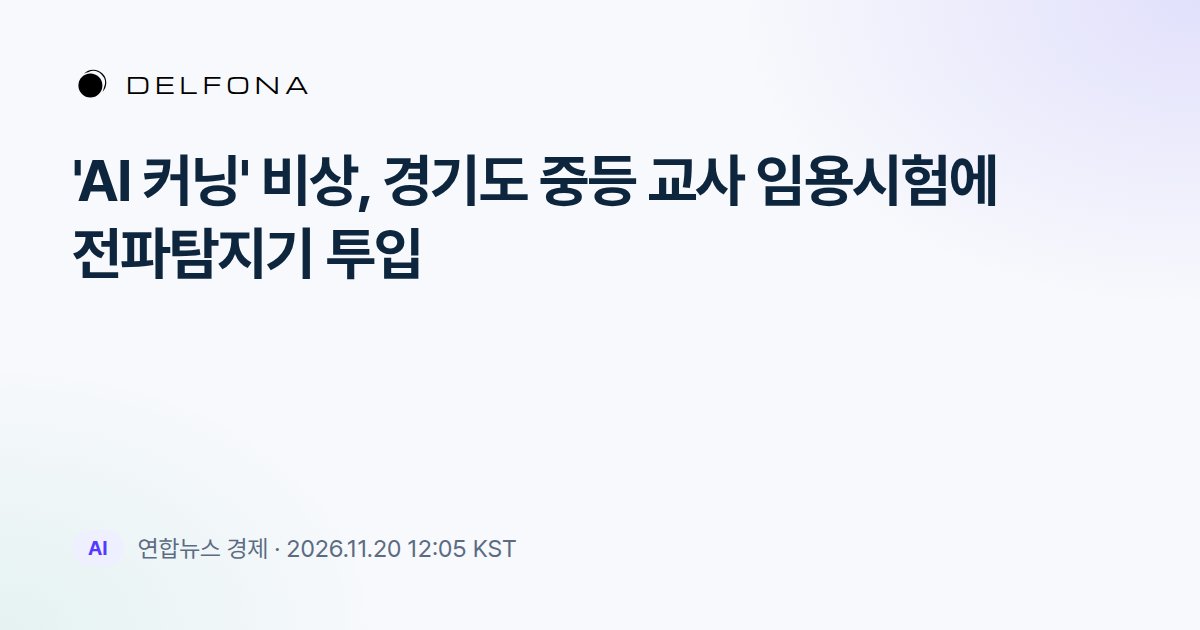 DELFONA
'AI 커닝' 비상, 경기도 중등 교사 임용시험에
전파탐지기 투입
AI 연합뉴스 경제 · 2026.11.20 12:05 KST